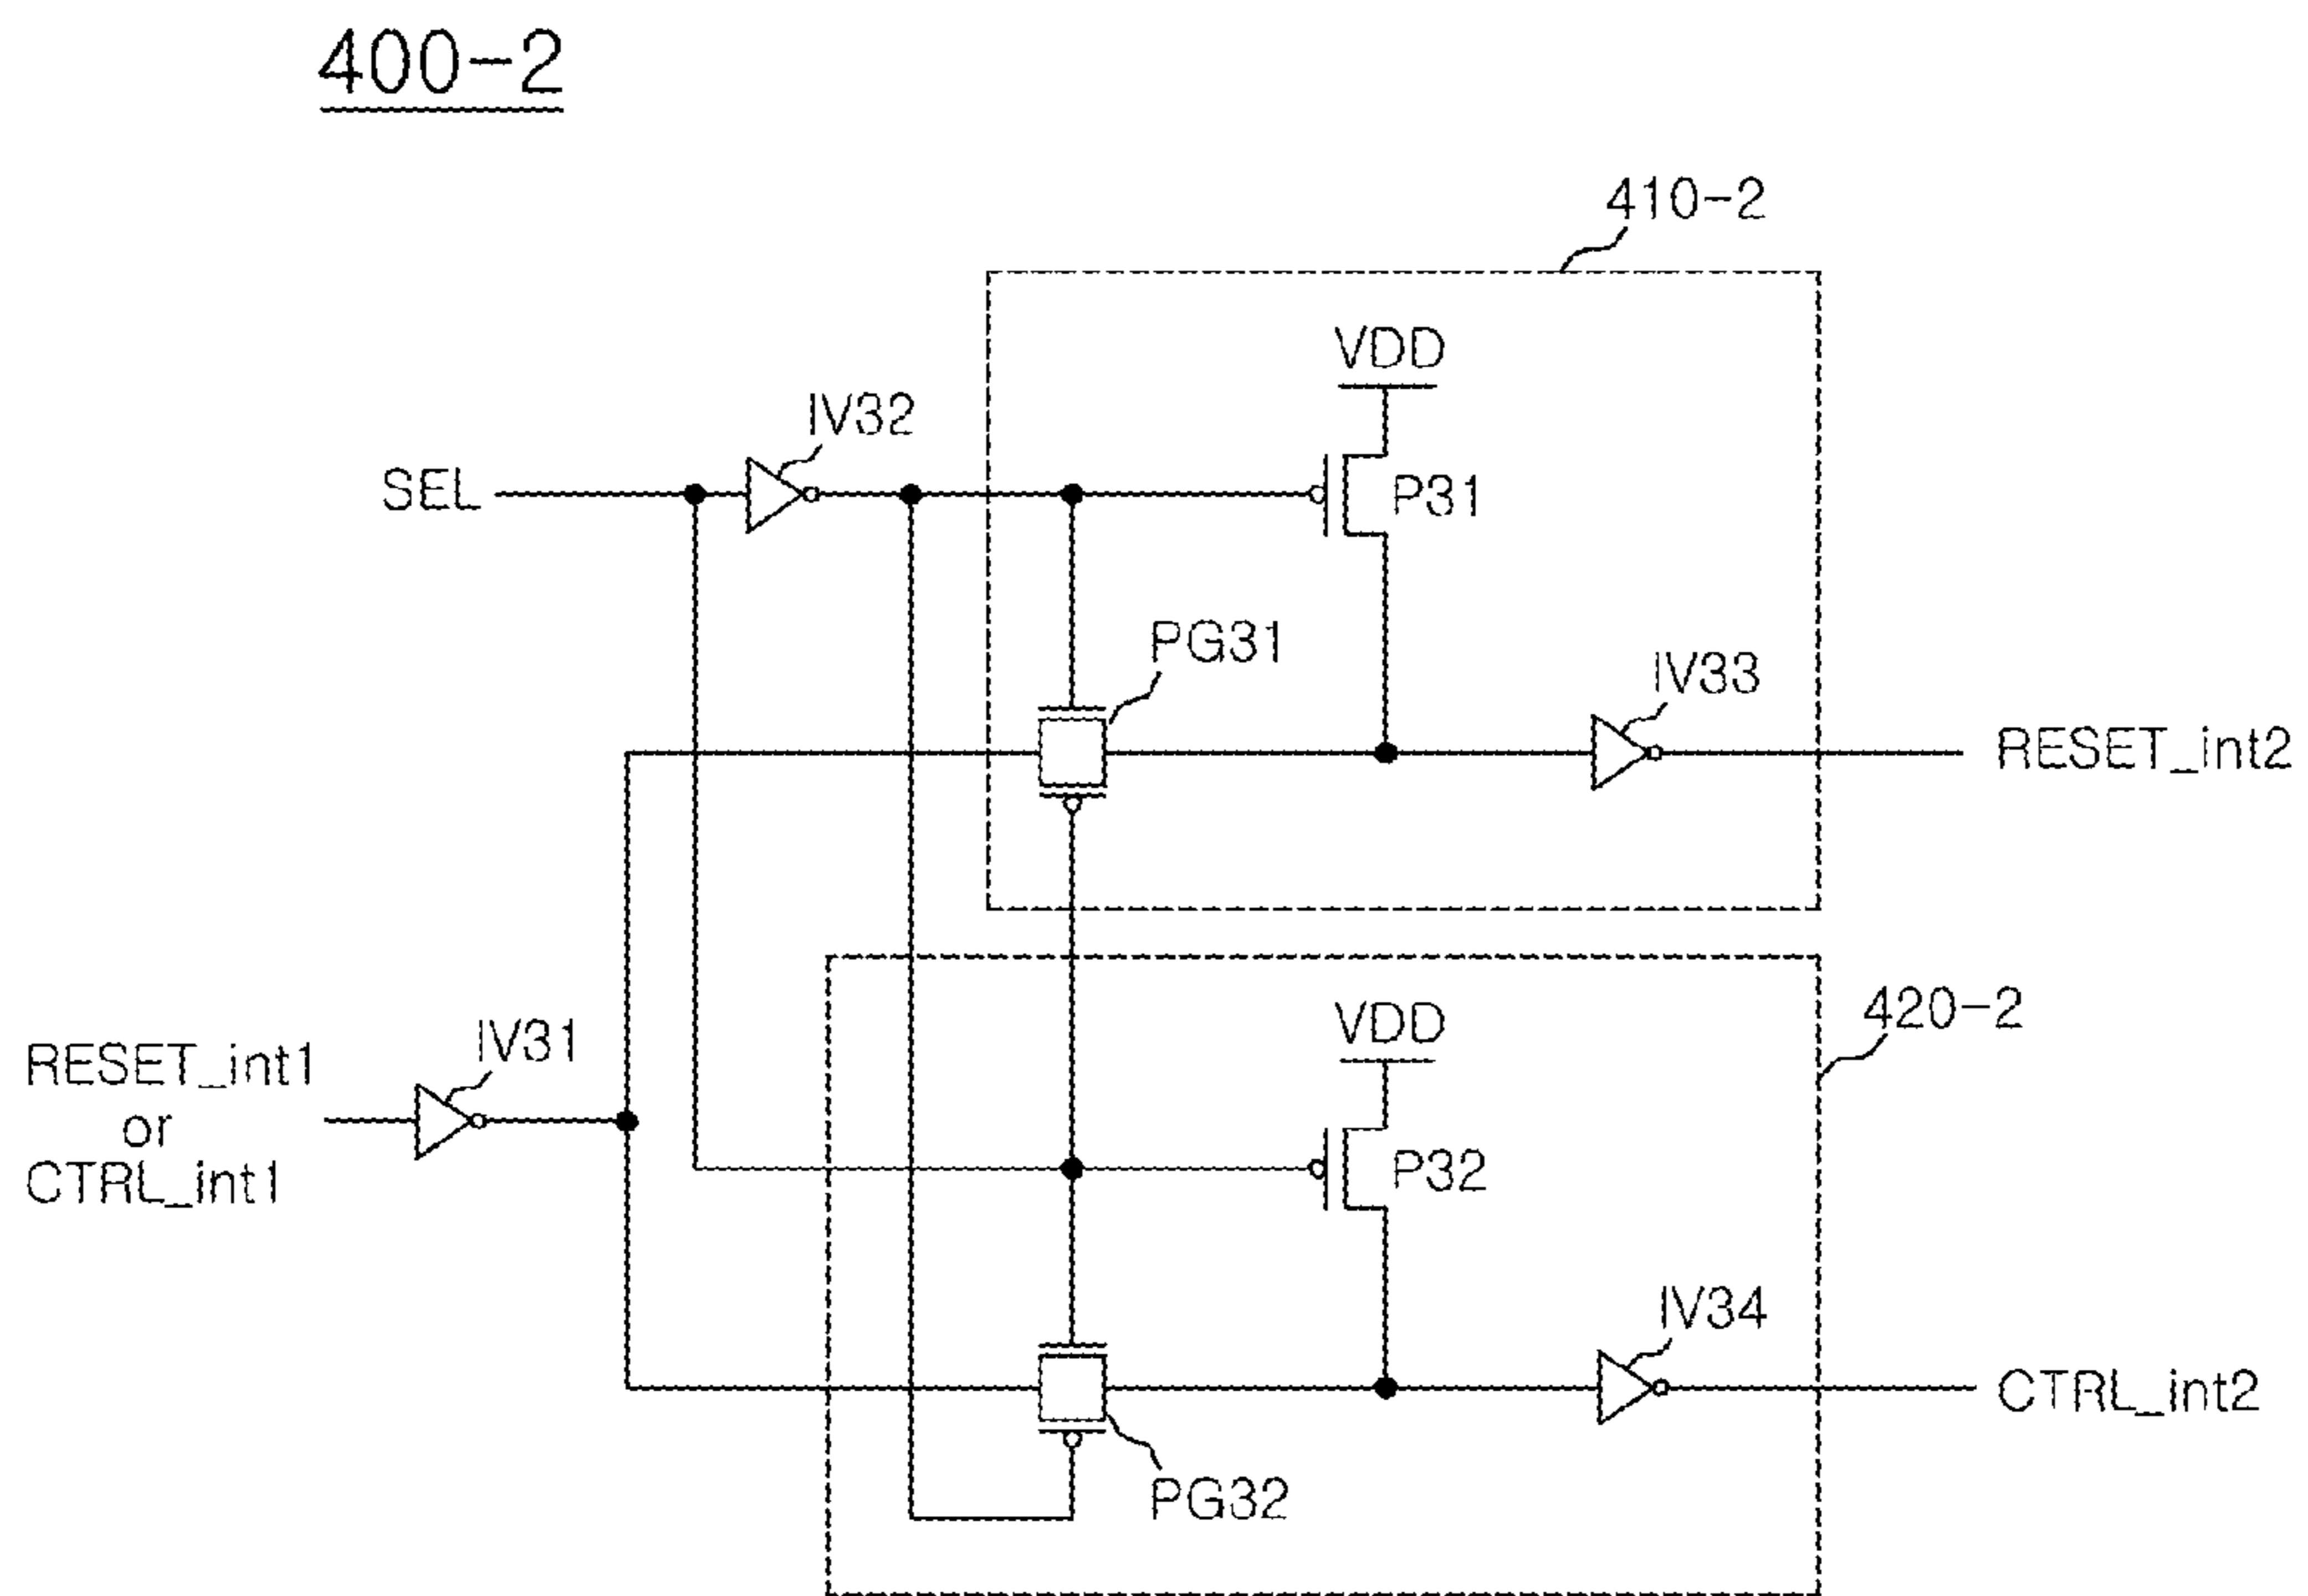 400-2
410-2
VDD
IV32
SEL
P31
PG31
IV33
RESET_int2
420-2
VDD
IV31
RESET_int1
or
CTRL_int1
P32
IV34
CTRL_int2
PG32